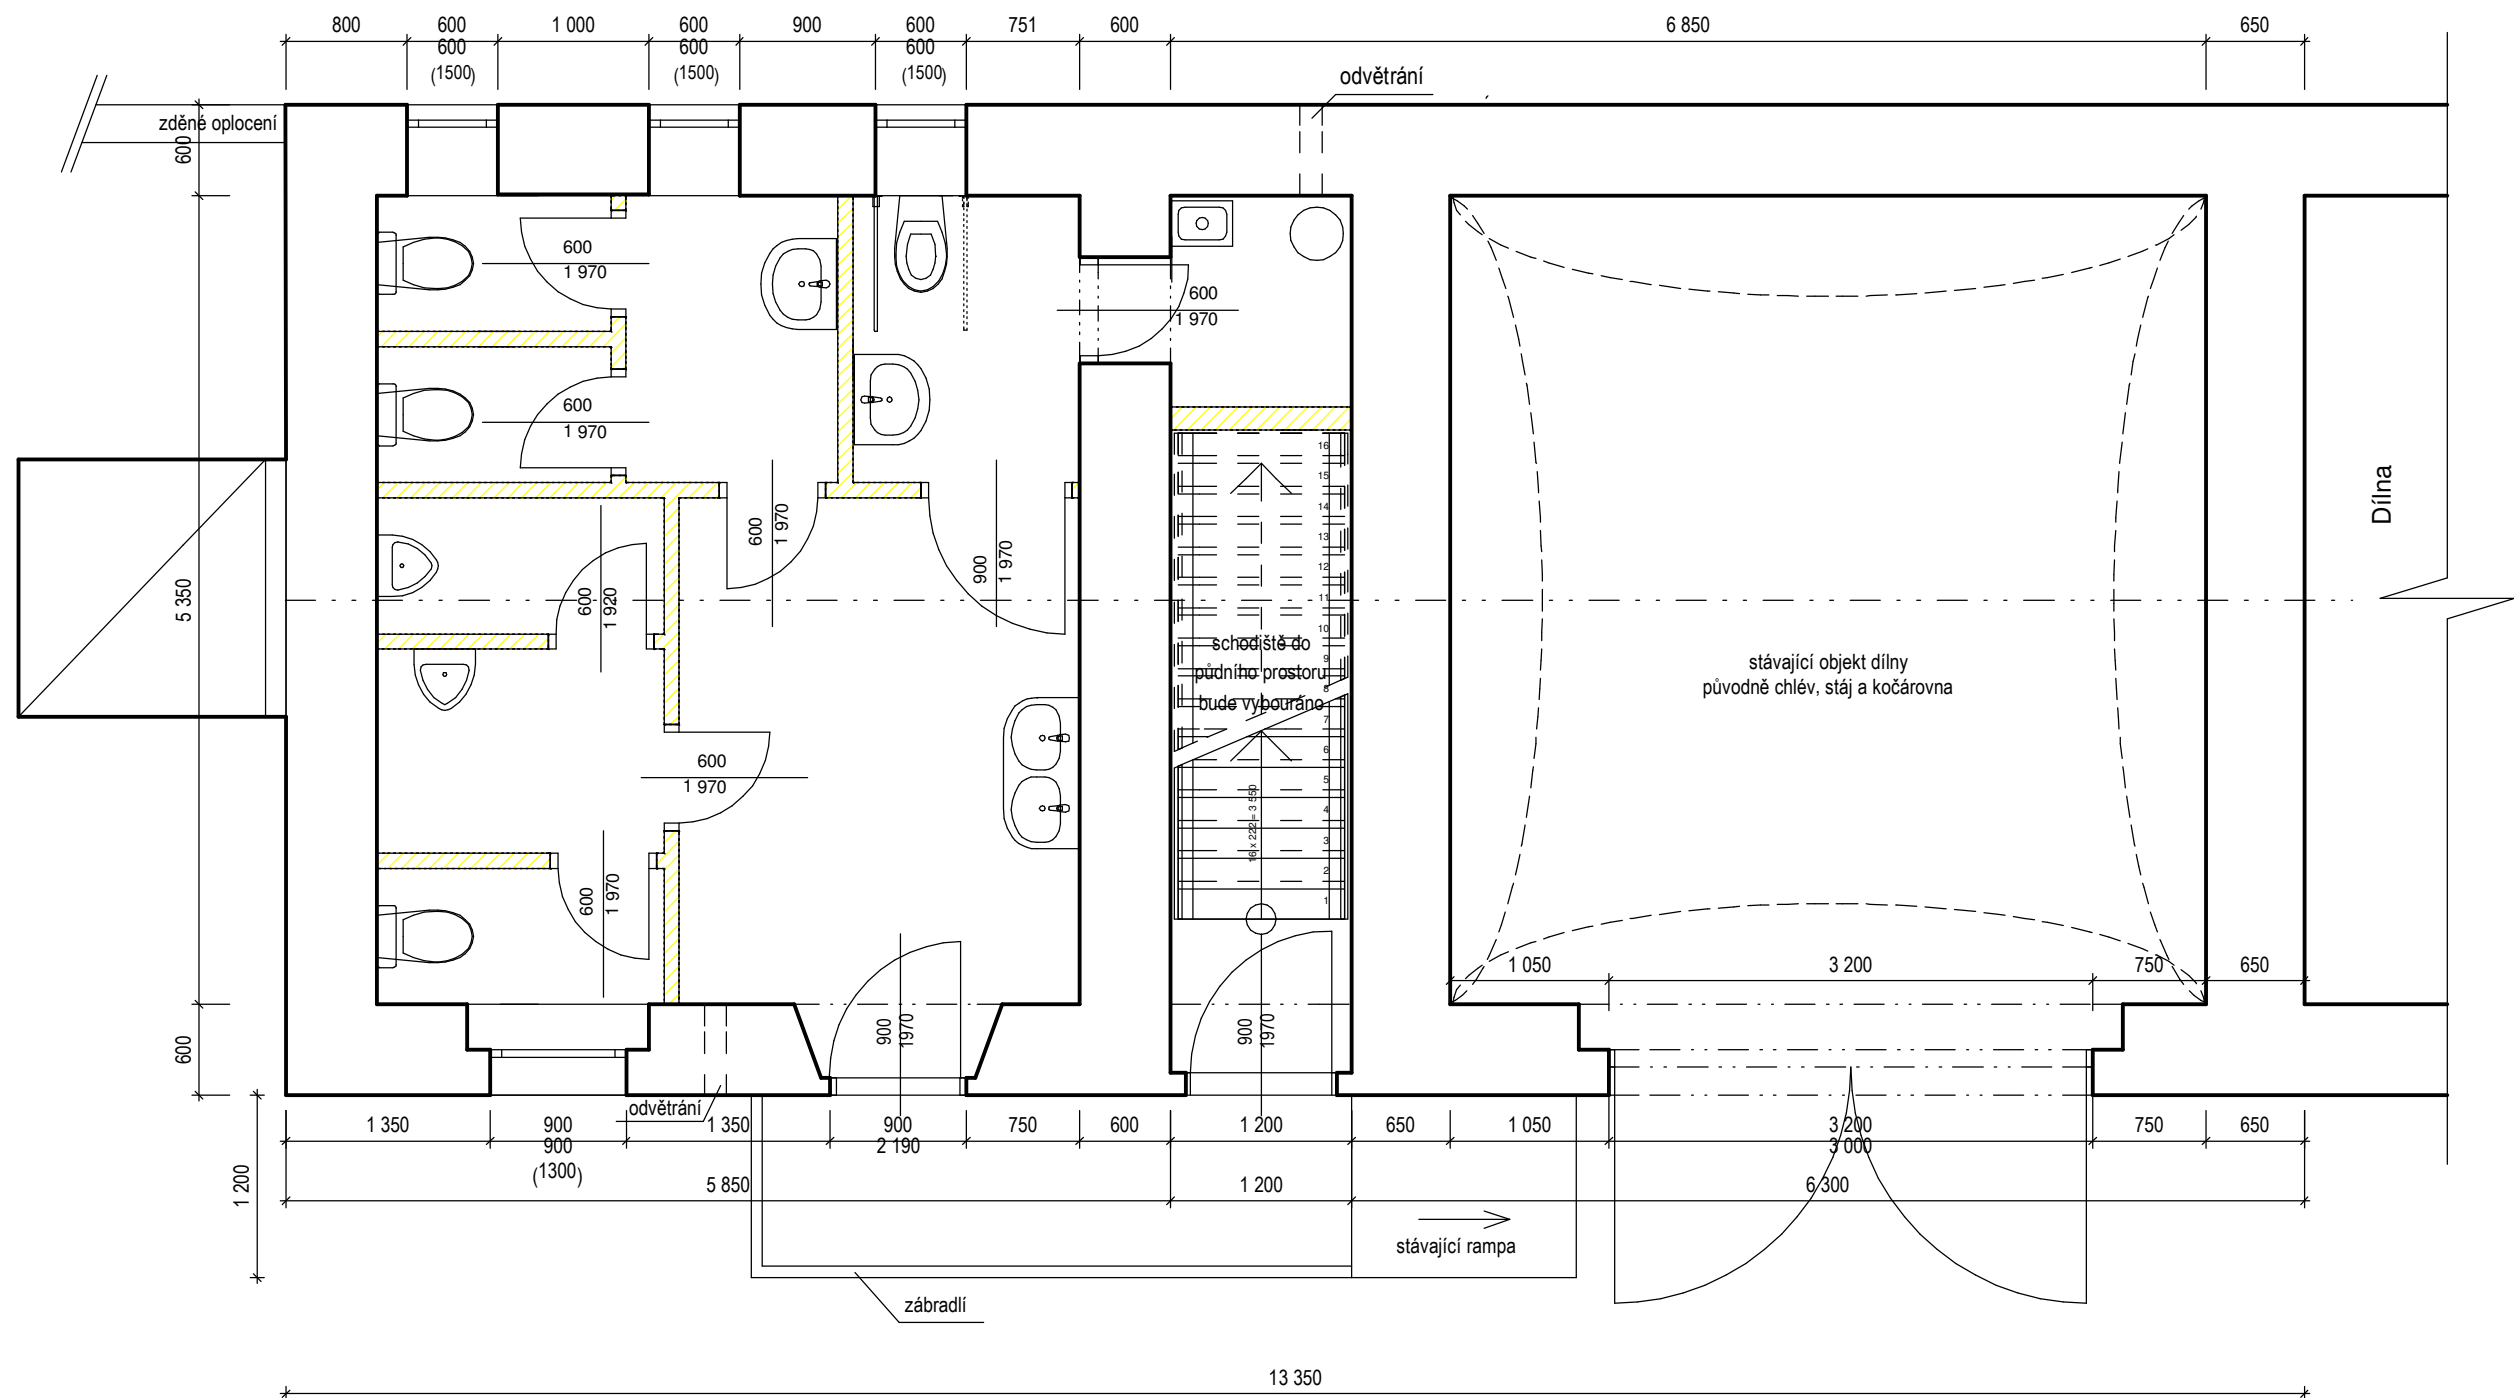 800 600 1 000 600 900 600 751 600 6 850 650
600 600 600
(1500) (1500) (1500)
odvětrání
zděné oplocení
600
600
1 970
600
1 970
600
1 970
600
1 970
900
1 970
600
1 920
600
1 970
600
1 970
5 350
600
16
15
14
13
12
11
10
9
8
7
6
5
4
3
2
1
16 x 222 = 3 550
schodiště do
půdního prostoru
bude vybouráno
stávající objekt dílny
původně chlév, stáj a kočárovna
Dílna
1 050 3 200 750 650
900
1970
900
1970
odvětrání
1 350 900 1 350 900 750 600 1 200 650 1 050 3 200 750 650
900 2 190 3 000
(1300)
1 200
5 850 1 200 6 300
stávající rampa
zábradlí
13 350